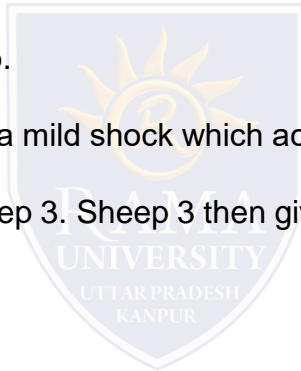 a mild shock which ac
ep 3. Sheep 3 then giv
RAMA
UNIVERSITY
UTTAR PRADESH
KANPUR